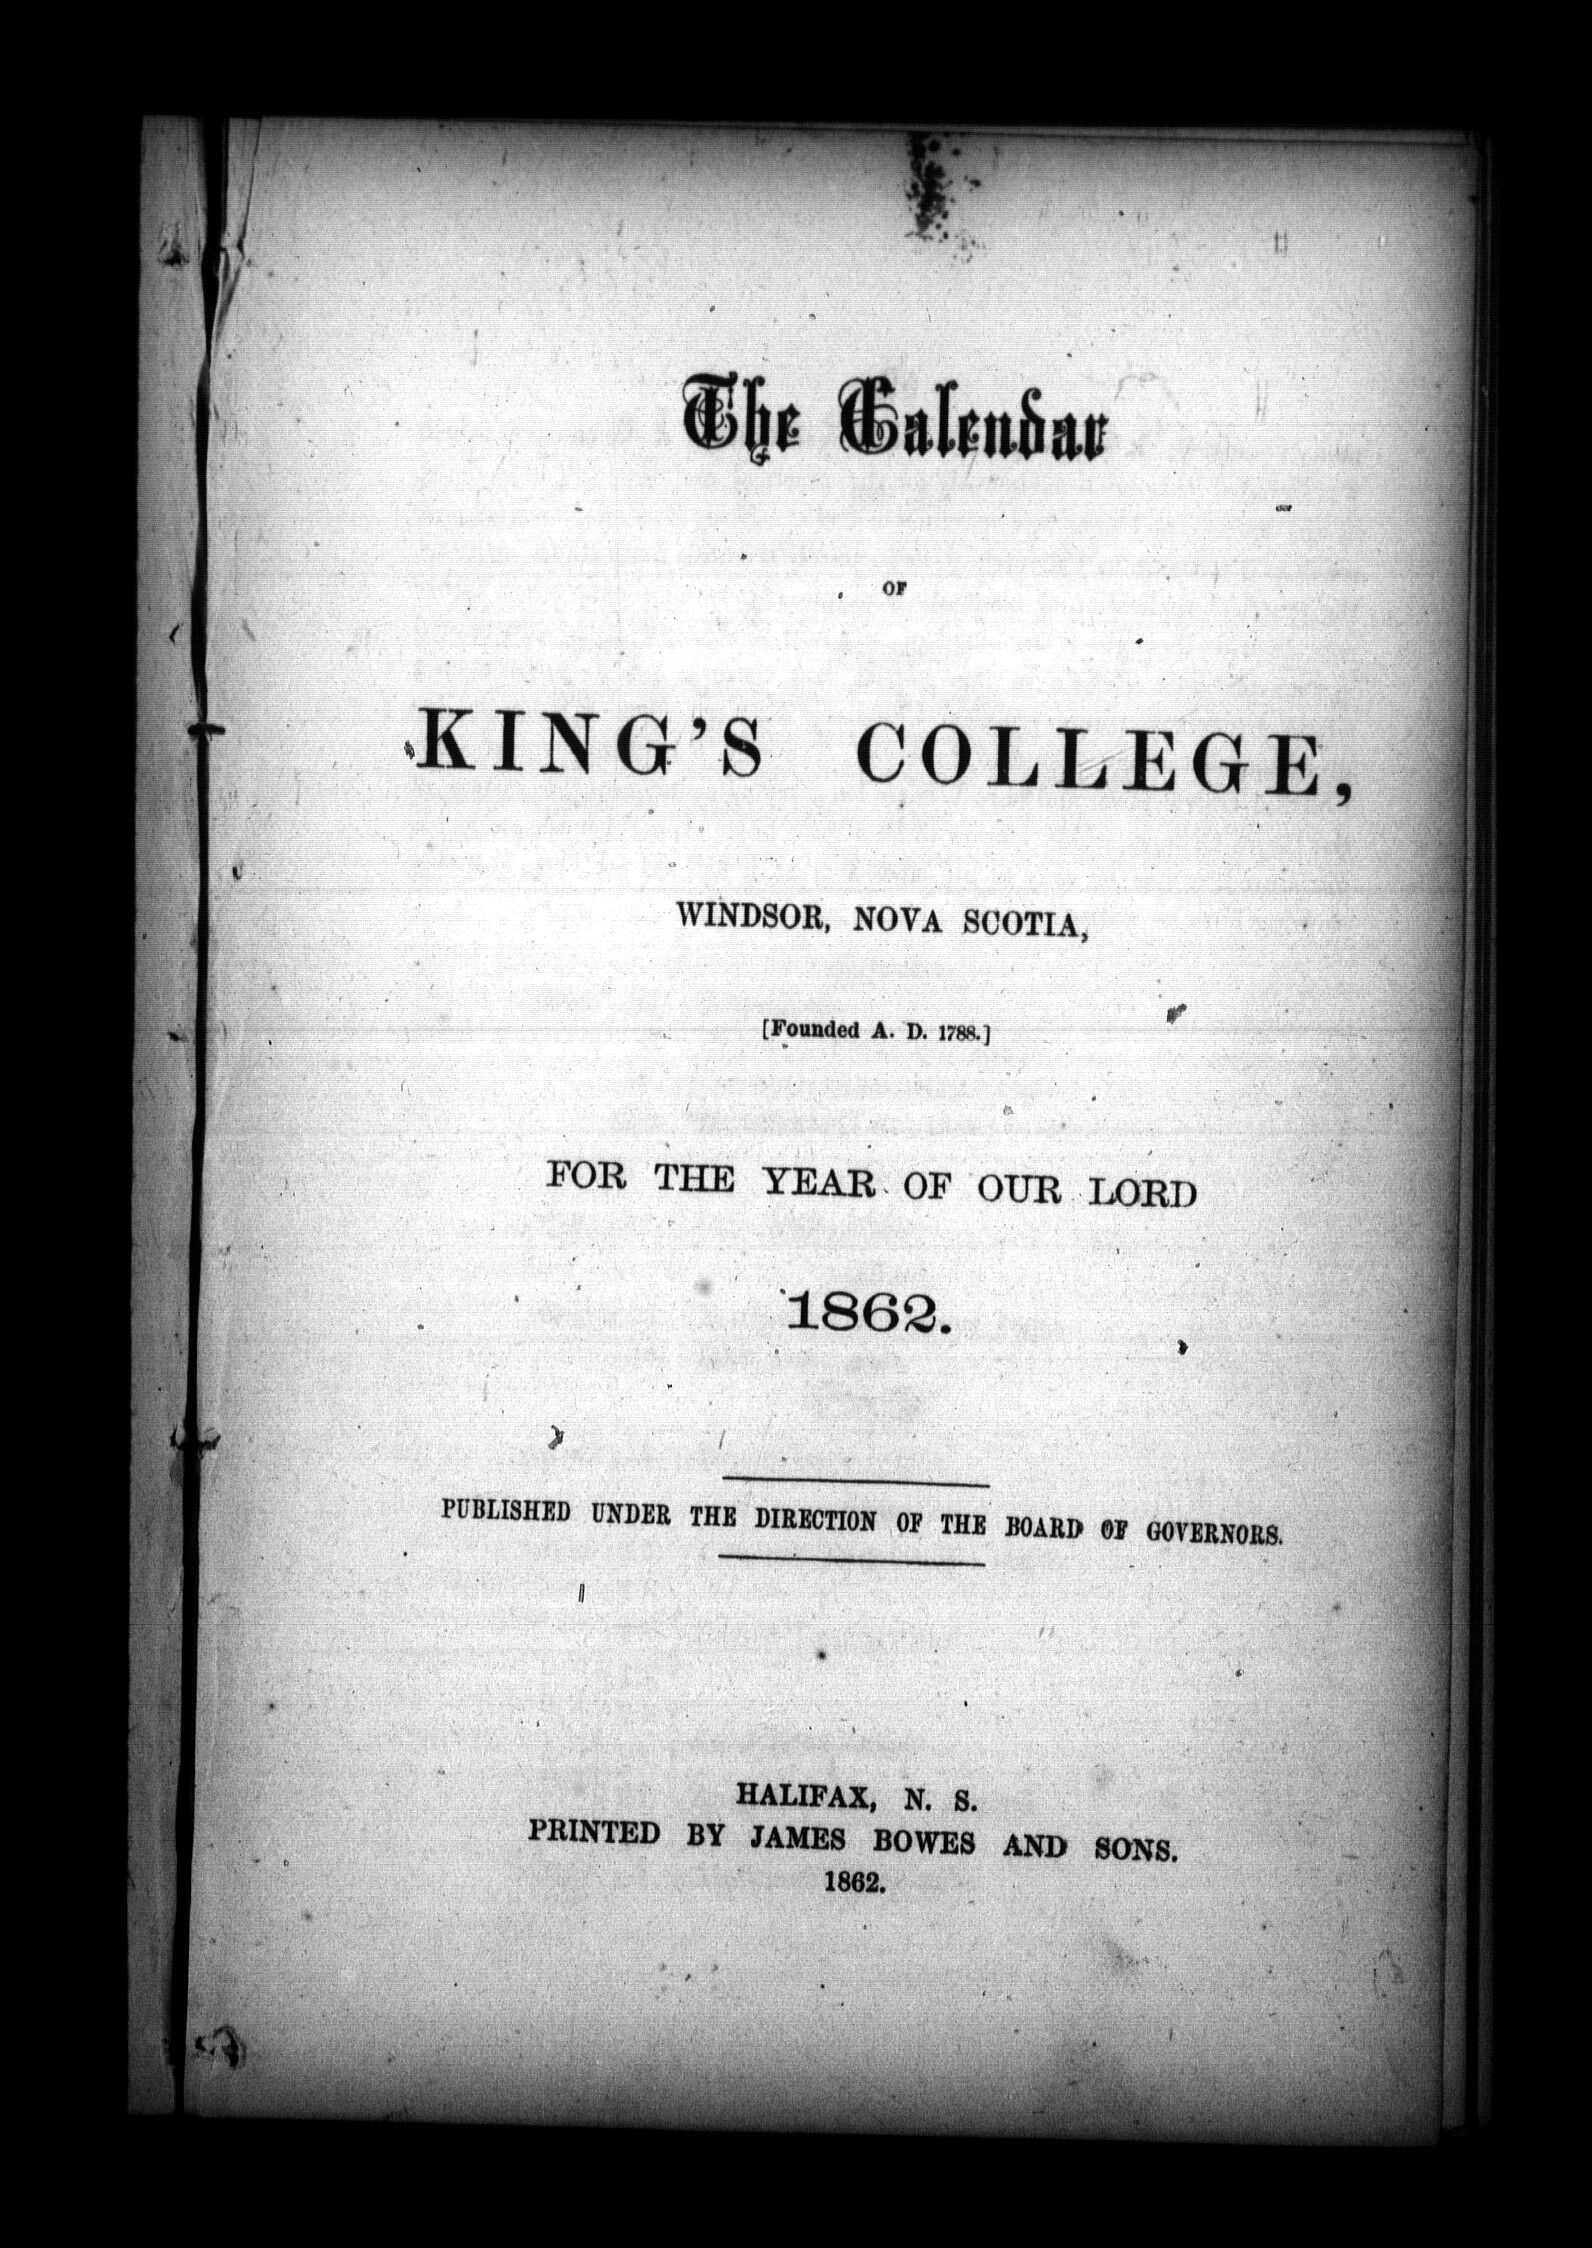 The Calendar
OF
KING'S COLLEGE,
WINDSOR, NOVA SCOTIA,
[Founded A. D. 1788.]
FOR THE YEAR OF OUR LORD
1862.
PUBLISHED UNDER THE DIRECTION OF THE BOARD OF GOVERNORS.
HALIFAX, N. S.
PRINTED BY JAMES BOWES AND SONS.
1862.